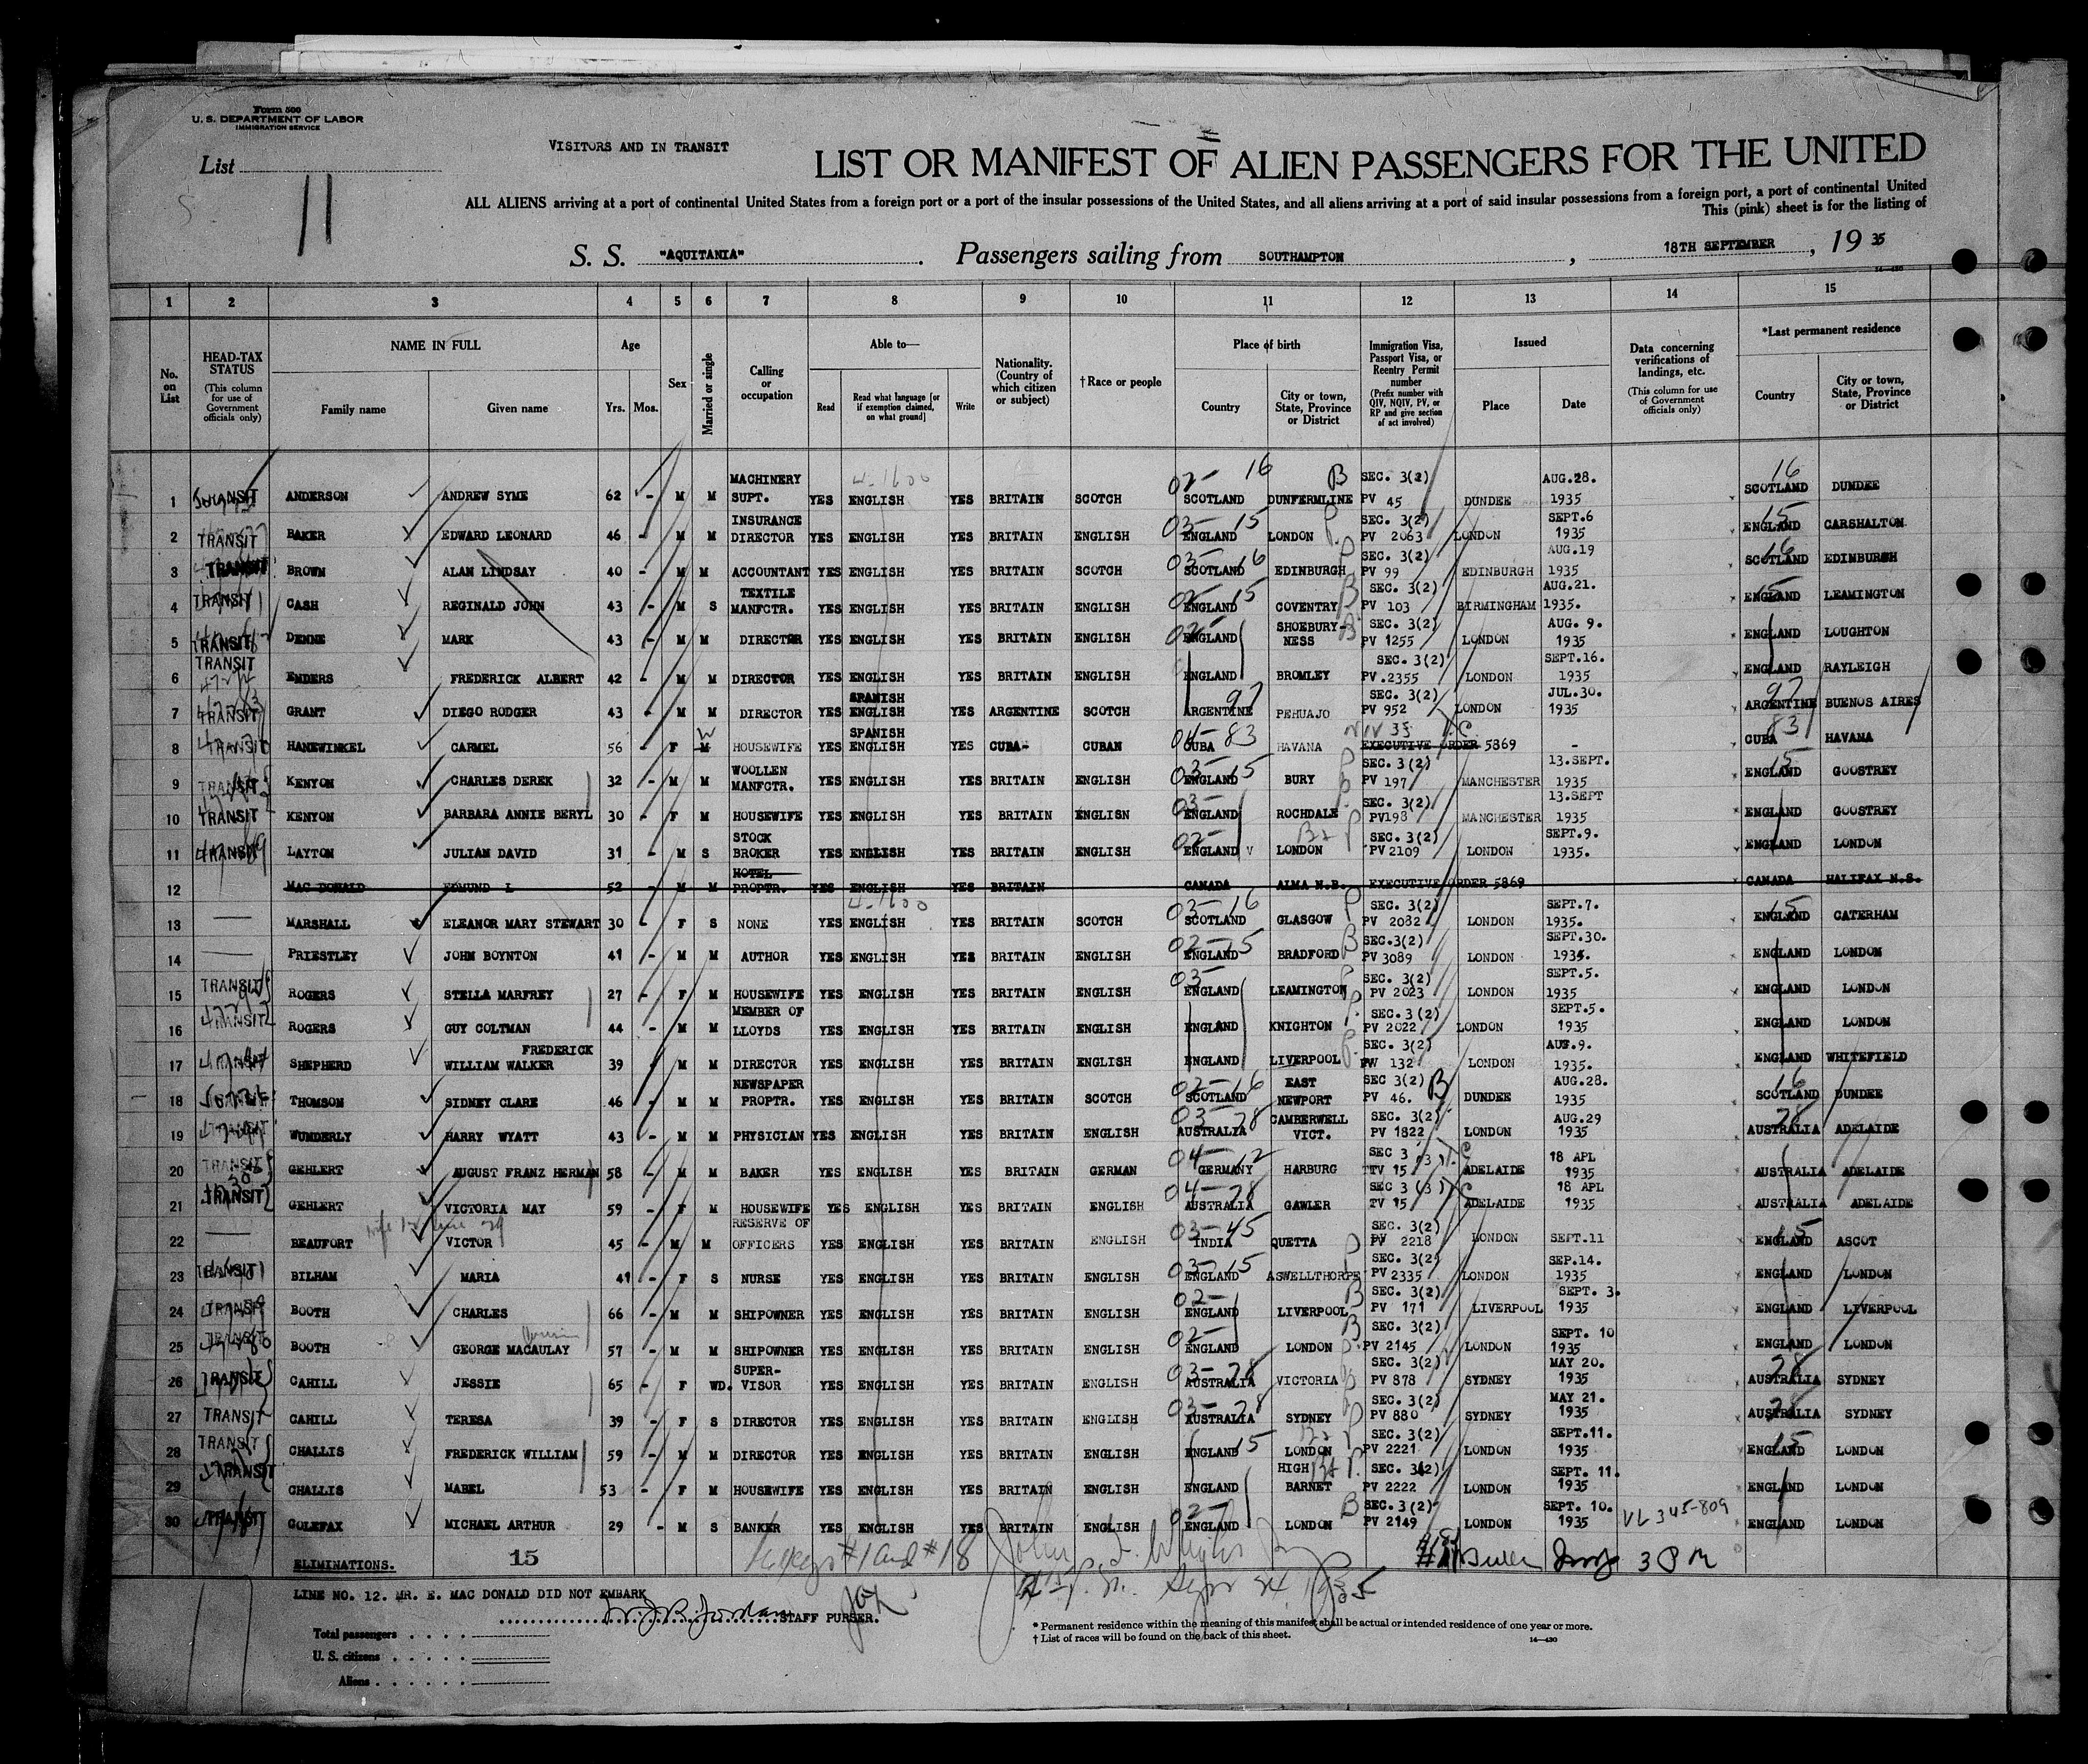 Form 500
U. S. DEPARTMENT OF LABOR
IMMIGRATION SERVICE
VISITORS AND IN TRANSIT
List
11
LIST OR MANIFEST OF ALIEN PASSENGERS FOR THE UNITED
ALL ALIENS arriving at a port of continental United States from a foreign port or a port of the insular possessions of the United States, and all aliens arriving at a port of said insular possessions from a foreign port, a port of continental United
This (pink) sheet is for the listing of
S. S. "AQUITANIA" . Passengers sailing from SOUTHAMPTON , 18TH SEPTEMBER , 19 35
14—430
1 2 3 4 5 6 7 8 9 10 11 12 13 14 15
No. on List
HEAD-TAX STATUS (This column for use of Government officials only)
NAME IN FULL Family name Given name
Age Yrs. Mos.
Sex
Married or single
Calling or occupation
Able to— Read Read what language [or if exemption claimed, on what ground] Write
Nationality. (Country of which citizen or subject)
†Race or people
Place of birth Country City or town, State, Province or District
Immigration Visa, Passport Visa, or Reentry Permit number (Prefix number with QIV, NQIV, PV, or RP and give section of act involved)
Issued Place Date
Data concerning verifications of landings, etc. (This column for use of Government officials only)
*Last permanent residence Country City or town, State, Province or District
1 TRANSIT ANDERSON ANDREW SYME 62 - M M MACHINERY SUPT. YES ENGLISH YES BRITAIN SCOTCH SCOTLAND DUNFERMLINE SEC. 3(2) PV 45 DUNDEE AUG.28. 1935 SCOTLAND DUNDEE
2 TRANSIT BAKER EDWARD LEONARD 46 - M M INSURANCE DIRECTOR YES ENGLISH YES BRITAIN ENGLISH ENGLAND LONDON SEC. 3(2) PV 2063 LONDON SEPT.6 1935 ENGLAND CARSHALTON
3 TRANSIT BROWN ALAN LINDSAY 40 - M M ACCOUNTANT YES ENGLISH YES BRITAIN SCOTCH SCOTLAND EDINBURGH SEC. 3(2) PV 99 EDINBURGH AUG.19 1935 SCOTLAND EDINBURGH
4 TRANSIT CASH REGINALD JOHN 43 - M S TEXTILE MANFCTR. YES ENGLISH YES BRITAIN ENGLISH ENGLAND COVENTRY SEC. 3(2) PV 103 BIRMINGHAM AUG.21. 1935. ENGLAND LEAMINGTON
5 TRANSIT DENNE MARK 43 - M M DIRECTOR YES ENGLISH YES BRITAIN ENGLISH ENGLAND SHOEBURY-NESS SEC. 3(2) PV 1255 LONDON AUG. 9. 1935 ENGLAND LOUGHTON
6 TRANSIT ENDERS FREDERICK ALBERT 42 - M M DIRECTOR YES ENGLISH YES BRITAIN ENGLISH ENGLAND BROMLEY SEC. 3(2) PV.2355 LONDON SEPT.16. 1935 ENGLAND RAYLEIGH
7 TRANSIT GRANT DIEGO RODGER 43 - M M DIRECTOR YES SPANISH ENGLISH YES ARGENTINE SCOTCH ARGENTINE PEHUAJO SEC. 3(2) PV 952 LONDON JUL.30. 1935 ARGENTINE BUENOS AIRES
8 TRANSIT HANEWINKEL CARMEL 56 - F M HOUSEWIFE YES SPANISH ENGLISH YES CUBA- CUBAN CUBA HAVANA EXECUTIVE ORDER 5869 - CUBA HAVANA
9 TRANSIT KENYON CHARLES DEREK 32 - M M WOOLLEN MANFCTR. YES ENGLISH YES BRITAIN ENGLISH ENGLAND BURY SEC. 3(2) PV 197 MANCHESTER 13.SEPT. 1935 ENGLAND GOOSTREY
10 TRANSIT KENYON BARBARA ANNIE BERYL 30 - F M HOUSEWIFE YES ENGLISH YES BRITAIN ENGLISN ENGLAND ROCHDALE SEC. 3(2) PV198 MANCHESTER 13.SEPT 1935 ENGLAND GOOSTREY
11 TRANSIT LAYTON JULIAN DAVID 31 - M S STOCK BROKER YES ENGLISH YES BRITAIN ENGLISH ENGLAND LONDON SEC. 3(2) PV 2109 LONDON SEPT.9. 1935. ENGLAND LONDON
12 MAC DONALD EDMUND L 52 - M M HOTEL PROPTR. YES ENGLISH YES BRITAIN CANADA ALMA N.B. EXECUTIVE ORDER 5869 CANADA HALIFAX N.S.
13 MARSHALL ELEANOR MARY STEWART 30 - F S NONE YES ENGLISH YES BRITAIN SCOTCH SCOTLAND GLASGOW SEC. 3(2) PV 2082 LONDON SEPT.7. 1935. ENGLAND CATERHAM
14 PRIESTLEY JOHN BOYNTON 41 - M M AUTHOR YES ENGLISH YES BRITAIN ENGLISH ENGLAND BRADFORD SEC.3(2) PV 3089 LONDON SEPT.30. ENGLAND LONDON
15 TRANSIT ROGERS STELLA MARFREY 27 - F M HOUSEWIFE YES ENGLISH YES BRITAIN ENGLISH ENGLAND LEAMINGTON SEC. 3(2) PV 2023 LONDON SEPT.5. 1935 ENGLAND LONDON
16 TRANSIT ROGERS GUY COLTMAN 44 - M M MEMBER OF LLOYDS YES ENGLISH YES BRITAIN ENGLISH ENGLAND KNIGHTON SEC. 3(2) PV 2022 LONDON SEPT.5. 1935 ENGLAND LONDON
17 TRANSIT SHEPHERD WILLIAM WALKER FREDERICK 39 M M DIRECTOR YES ENGLISH YES BRITAIN ENGLISH ENGLAND LIVERPOOL SEC. 3(2) PV 132 LONDON AUG.9. 1935. ENGLAND WHITEFIELD
18 THOMSON SIDNEY CLARE 46 - M M NEWSPAPER PROPTR. YES ENGLISH YES BRITAIN SCOTCH SCOTLAND EAST NEWPORT SEC 3(2) PV 46. DUNDEE AUG.28. 1935 SCOTLAND DUNDEE
19 TRANSIT WUNDERLY HARRY WYATT 43 - M M PHYSICIAN YES ENGLISH YES BRITAIN ENGLISH AUSTRALIA CAMBERWELL VICT. SEC. 3(2) PV 1822 LONDON AUG.29 1935 AUSTRALIA ADELAIDE
20 TRANSIT GEHLERT AUGUST FRANZ HERMAN 58 - M M BAKER YES ENGLISH YES BRITAIN GERMAN GERMANY HARBURG SEC 3 (3) TV 15 ADELAIDE 18 APL 1935 AUSTRALIA ADELAIDE
21 TRANSIT GEHLERT VICTORIA MAY 59 - F M HOUSEWIFE YES ENGLISH YES BRITAIN ENGLISH AUSTRALIA GAWLER SEC 3 (3) TV 15 ADELAIDE 18 APL 1935 AUSTRALIA ADELAIDE
22 BEAUFORT VICTOR 45 - M M RESERVE OF OFFICERS YES ENGLISH YES BRITAIN ENGLISH INDIA QUETTA SEC. 3(2) PV 2218 LONDON SEPT.11 ENGLAND ASCOT
23 TRANSIT BILHAM MARIA 41 - F S NURSE YES ENGLISH YES BRITAIN ENGLISH ENGLAND ASWELLTHORPE SEC. 3(2) PV 2335 LONDON SEP.14. 1935 ENGLAND LONDON
24 TRANSIT BOOTH CHARLES 66 - M M SHIPOWNER YES ENGLISH YES BRITAIN ENGLISH ENGLAND LIVERPOOL SEC. 3(2) PV 171 LIVERPOOL SEPT. 3. 1935 ENGLAND LIVERPOOL
25 TRANSIT BOOTH GEORGE MACAULAY 57 - M M SHIPOWNER YES ENGLISH YES BRITAIN ENGLISH ENGLAND LONDON SEC. 3(2) PV 2145 LONDON SEPT. 10 1935 ENGLAND LONDON
26 TRANSIT CAHILL JESSIE 65 - F WD. SUPER-VISOR YES ENGLISH YES BRITAIN ENGLISH AUSTRALIA VICTORIA SEC. 3(2) PV 878 SYDNEY MAY 20. 1935 AUSTRALIA SYDNEY
27 TRANSIT CAHILL TERESA 39 - F S DIRECTOR YES ENGLISH YES BRITAIN ENGLISH AUSTRALIA SYDNEY SEC. 3(2) PV 880 SYDNEY MAY 21. 1935 AUSTRALIA SYDNEY
28 TRANSIT CHALLIS FREDERICK WILLIAM 59 - M M DIRECTOR YES ENGLISH YES BRITAIN ENGLISH ENGLAND LONDON SEC. 3(2) PV 2221 LONDON SEPT.11. 1935 ENGLAND LONDON
29 TRANSIT CHALLIS MABEL 53 - F M HOUSEWIFE YES ENGLISH YES BRITAIN ENGLISH ENGLAND HIGH BARNET SEC. 3(2) PV 2222 LONDON SEPT. 11. 1935 ENGLAND LONDON
30 TRANSIT COLEFAX MICHAEL ARTHUR 29 - M S BANKER YES ENGLISH YES BRITAIN ENGLISH ENGLAND LONDON SEC. 3(2) PV 2149 LONDON SEPT. 10. 1935 VL 345-809 ENGLAND LONDON
ELIMINATIONS. 15
#1 and #18
3 PM
LINE NO. 12. MR. E. MAC DONALD DID NOT EMBARK
STAFF PURSER.
Total passengers
U. S. citizens
Aliens
* Permanent residence within the meaning of this manifest shall be actual or intended residence of one year or more.
† List of races will be found on the back of this sheet.
14—430